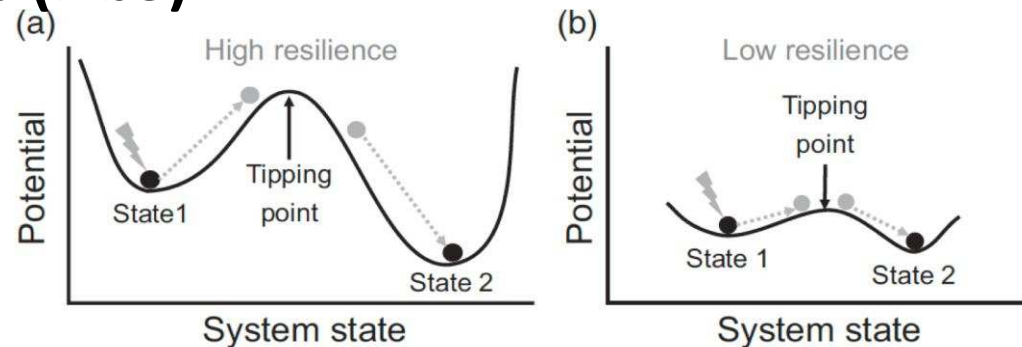 (a)
High resilience
Potential
Tipping
point
State1
State 2
System state
(b)
Low resilience
Tipping
point
Potential
State 1
State 2
System state